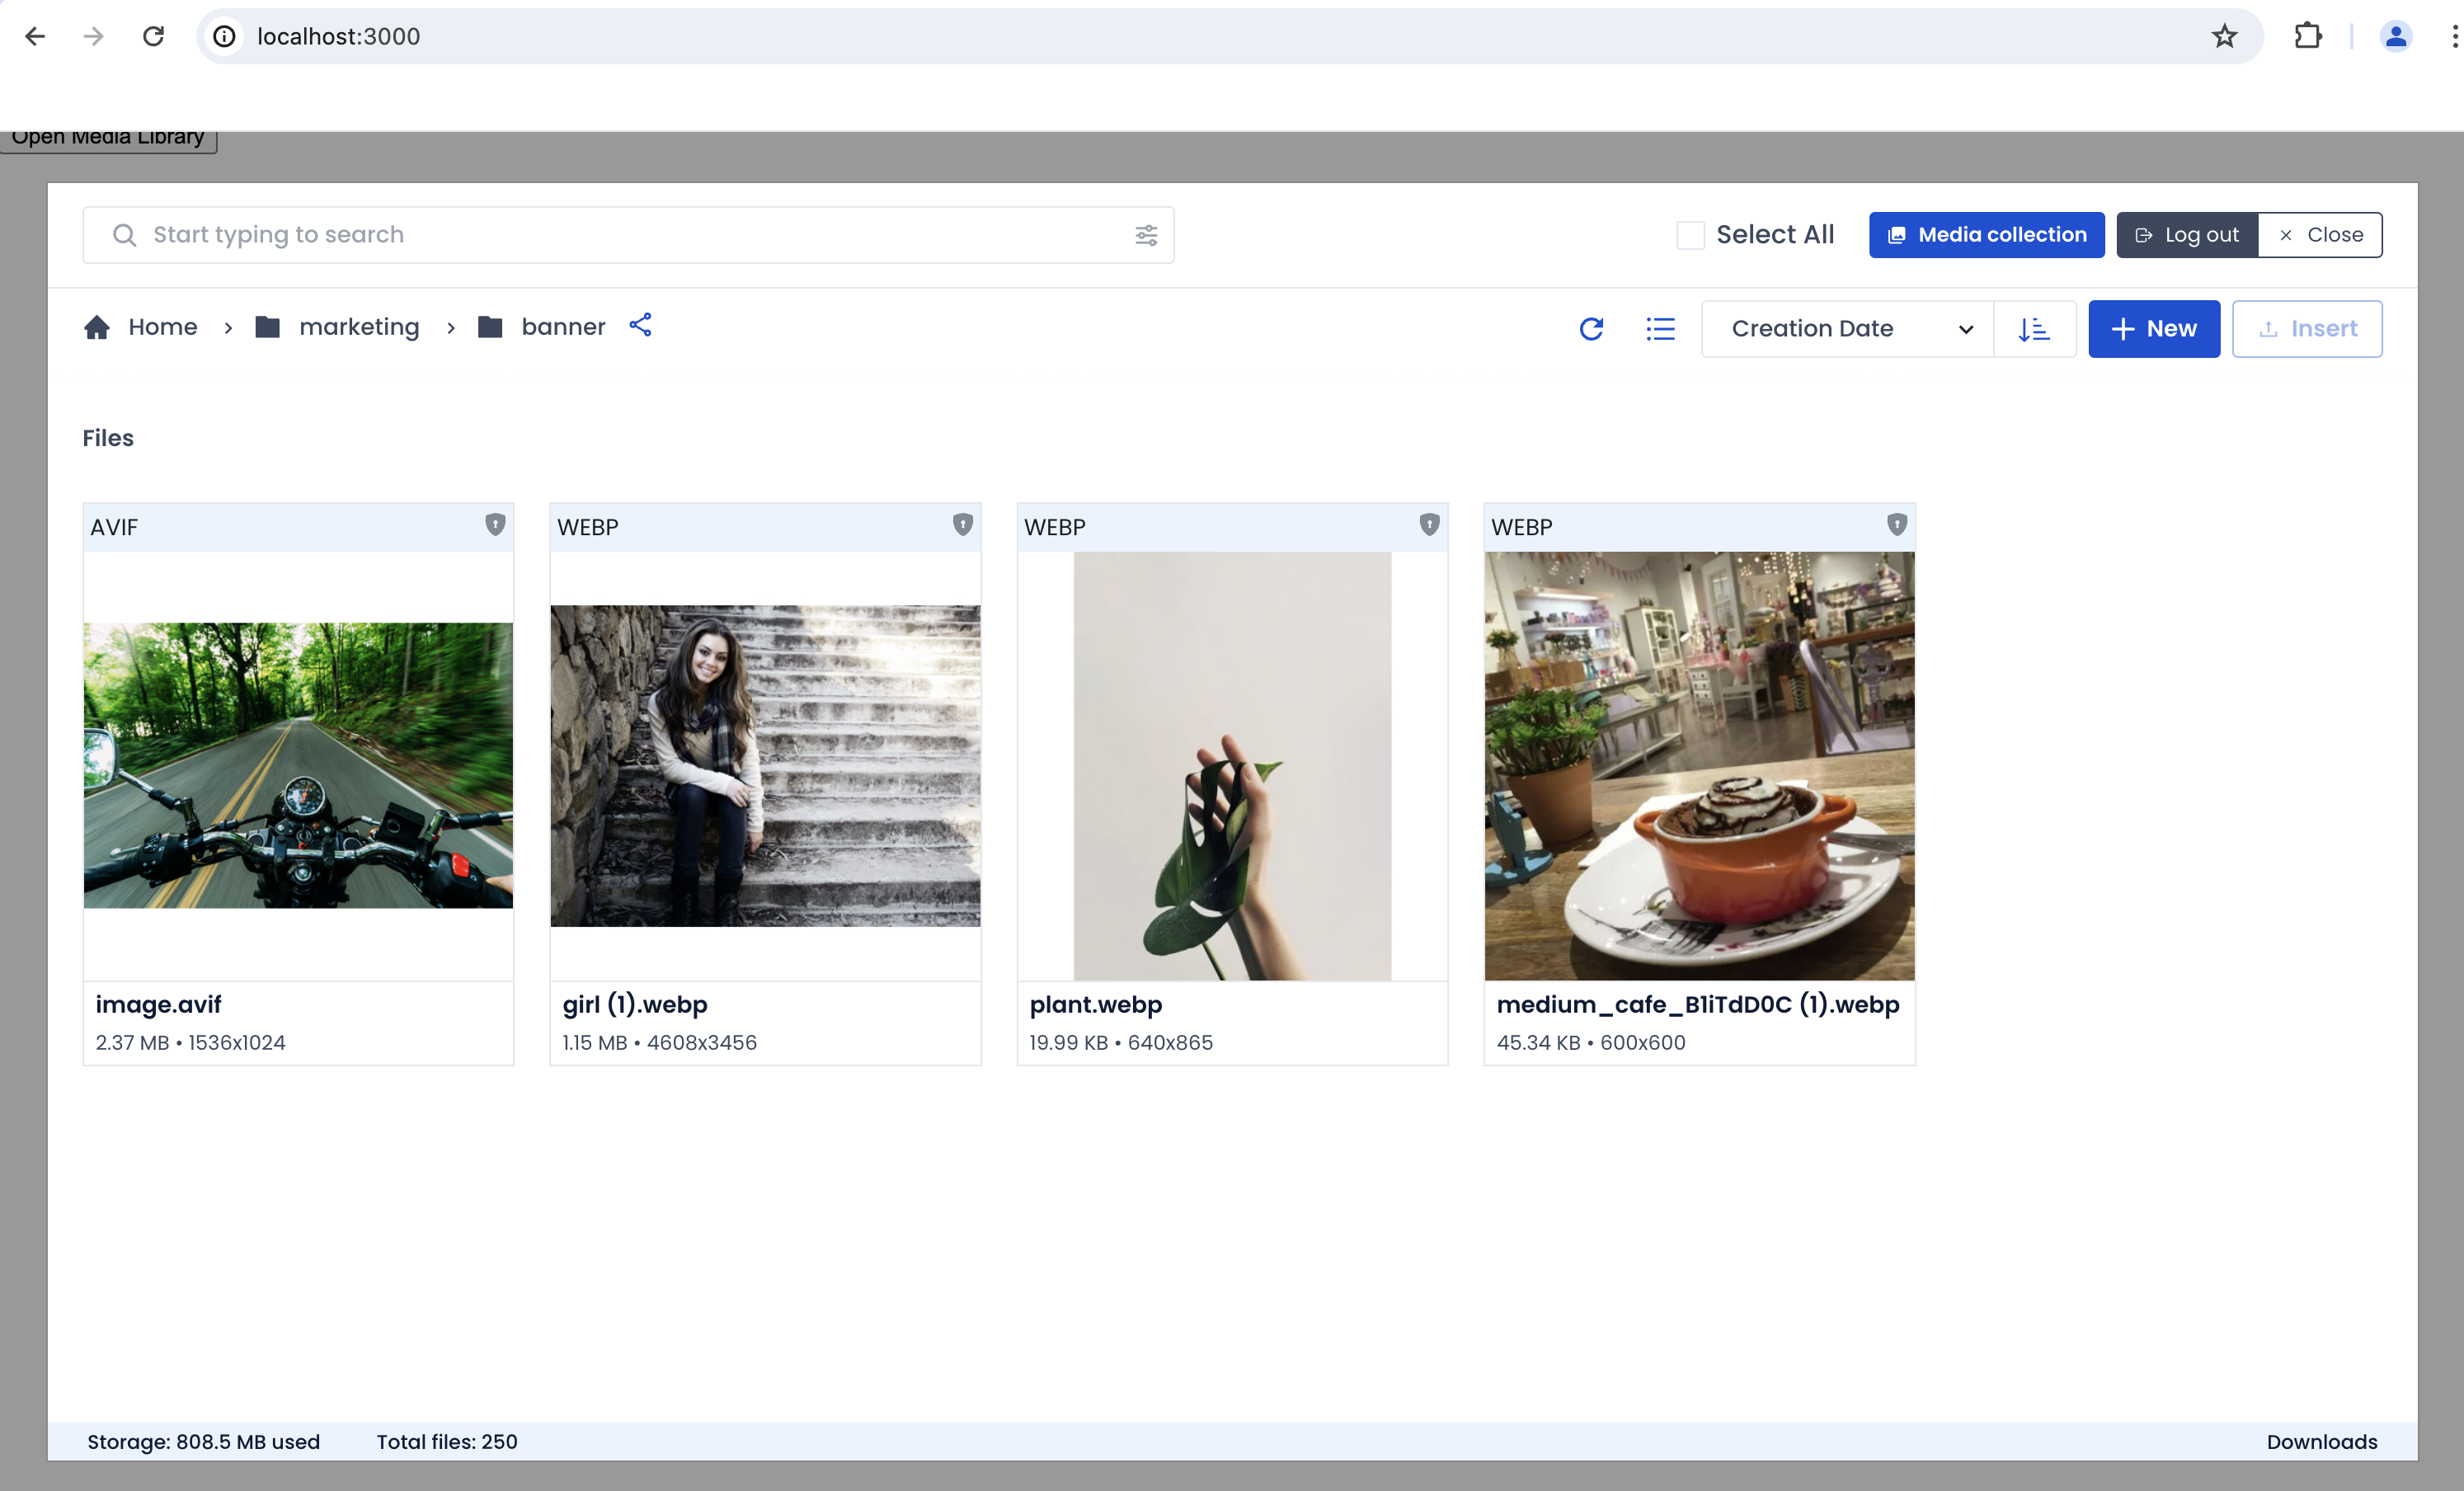 localhost:3000
Open Media Library
Start typing to search
Select All
Media collection
Log out
Close
Home
marketing
banner
Creation Date
New
Insert
Files
AVIF
WEBP
WEBP
WEBP
image.avif
girl (1).webp
plant.webp
medium_cafe_B1iTdD0C (1).webp
2.37 MB • 1536x1024
1.15 MB • 4608x3456
19.99 KB • 640x865
45.34 KB • 600x600
Storage: 808.5 MB used
Total files: 250
Downloads